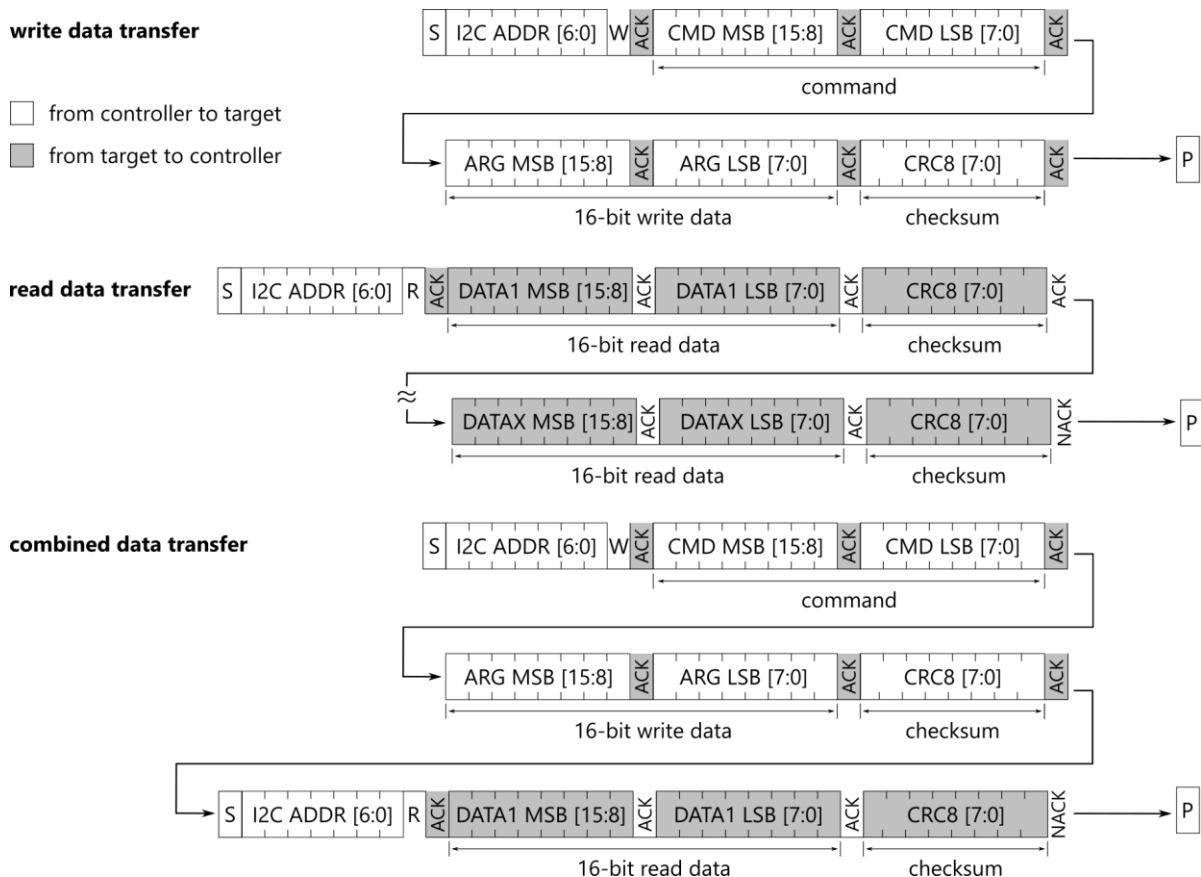 write data transfer S I2C ADDR [6:0] W ACK CMD MSB [15:8] ACK CMD LSB [7:0] ACK
command
from controller to target
from target to controller
ARG MSB [15:8] ACK ARG LSB [7:0] ACK CRC8 [7:0] ACK P
16-bit write data checksum
read data transfer S I2C ADDR [6:0] R ACK DATA1 MSB [15:8] ACK DATA1 LSB [7:0] ACK CRC8 [7:0] ACK
16-bit read data checksum
≈
DATAX MSB [15:8] ACK DATAX LSB [7:0] ACK CRC8 [7:0] NACK P
16-bit read data checksum
combined data transfer S I2C ADDR [6:0] W ACK CMD MSB [15:8] ACK CMD LSB [7:0] ACK
command
ARG MSB [15:8] ACK ARG LSB [7:0] ACK CRC8 [7:0] ACK
16-bit write data checksum
S I2C ADDR [6:0] R ACK DATA1 MSB [15:8] ACK DATA1 LSB [7:0] ACK CRC8 [7:0] NACK P
16-bit read data checksum